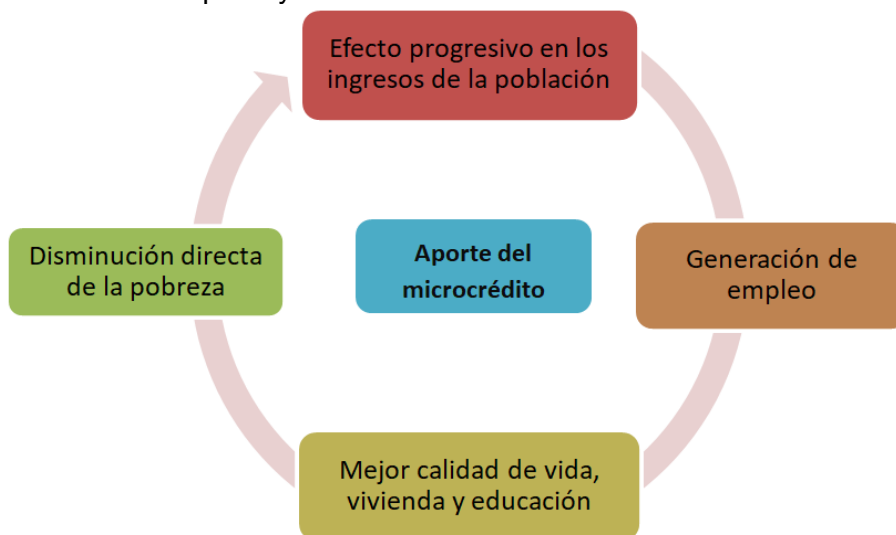 Efecto progresivo en los
ingresos de la población
Disminución directa
de la pobreza
Aporte del
microcrédito
Generación de
empleo
Mejor calidad de vida,
vivienda y educación